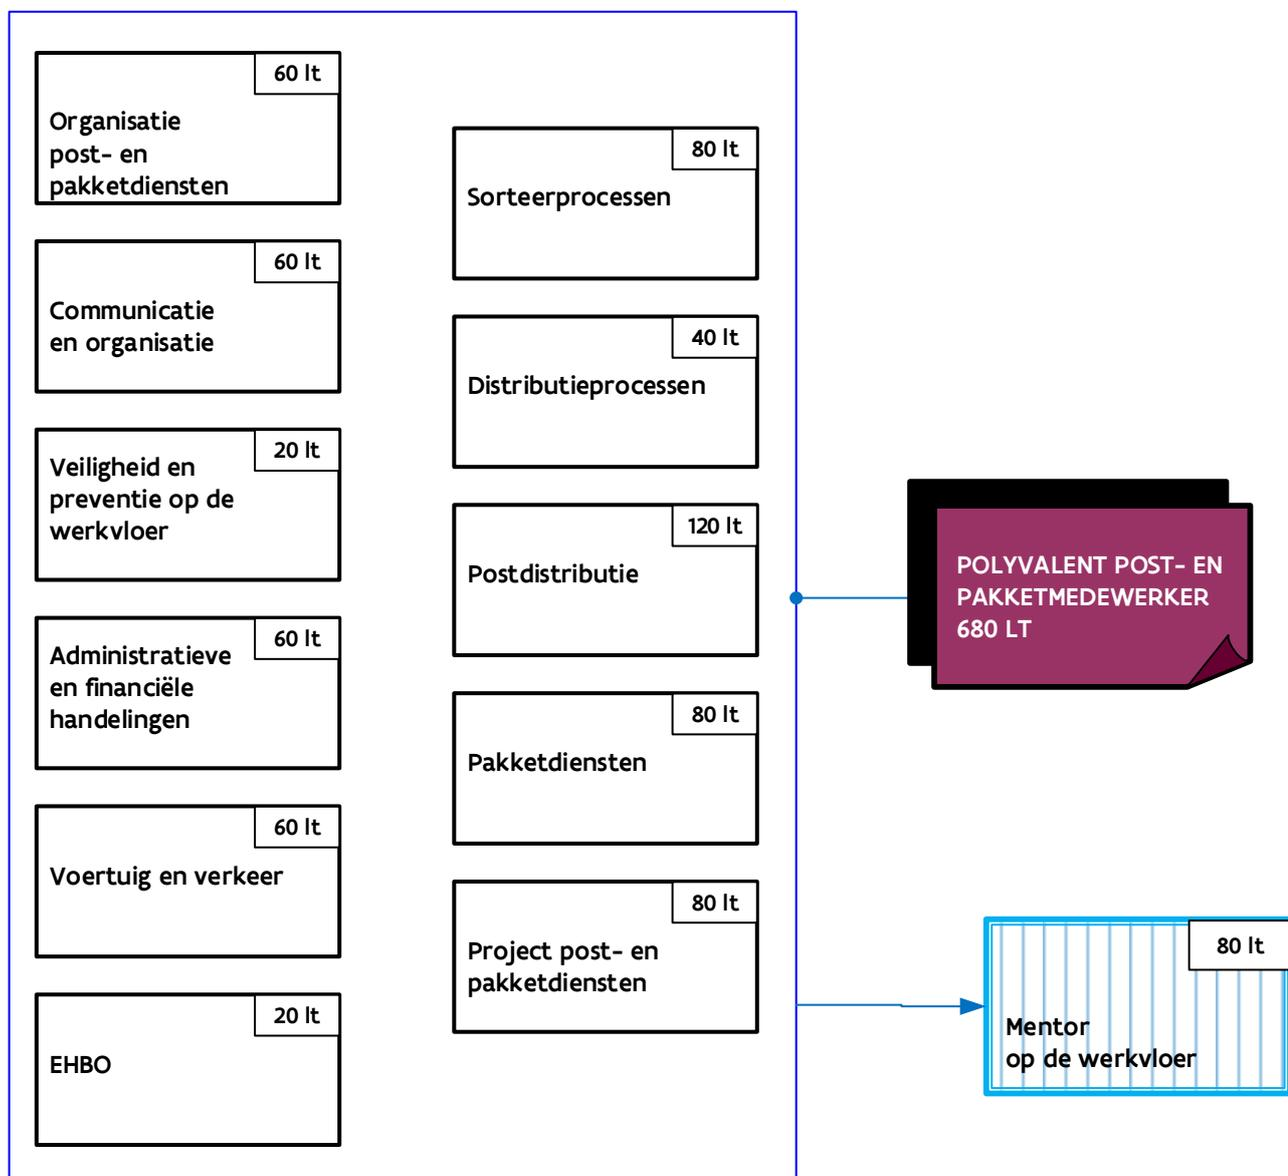 60 lt
Organisatie
post- en
pakketdiensten
60 lt
Communicatie
en organisatie
20 lt
Veiligheid en
preventie op de
werkvloer
60 lt
Administratieve
en financiële
handelingen
60 lt
Voertuig en verkeer
20 lt
EHBO
80 lt
Sorteerprocessen
40 lt
Distributieprocessen
120 lt
Postdistributie
80 lt
Pakketdiensten
80 lt
Project post- en
pakketdiensten
POLYVALENT POST- EN
PAKKETMEDEWERKER
680 LT
80 lt
Mentor
op de werkvloer